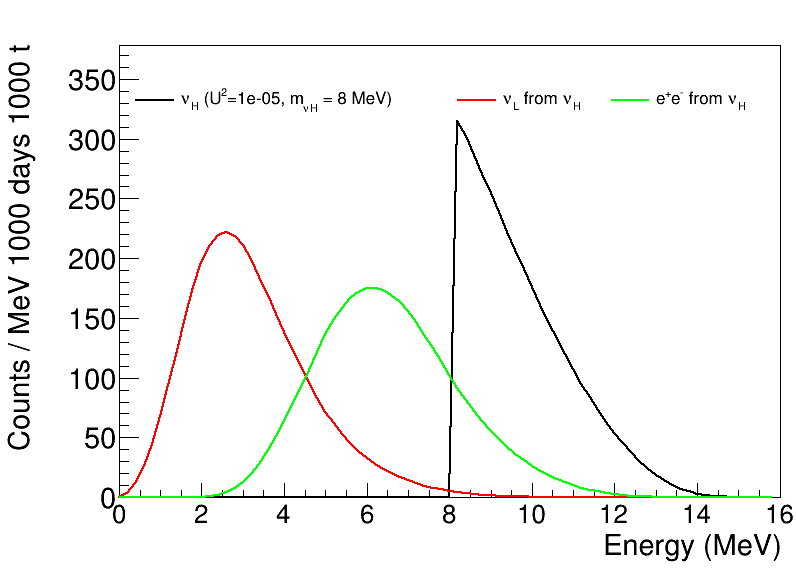 Counts / MeV 1000 days 1000 t
350
300
250
200
150
100
50
0
ν_H (U²=1e-05, m_νH = 8 MeV)
ν_L from ν_H
e⁺e⁻ from ν_H
0 2 4 6 8 10 12 14 16
Energy (MeV)